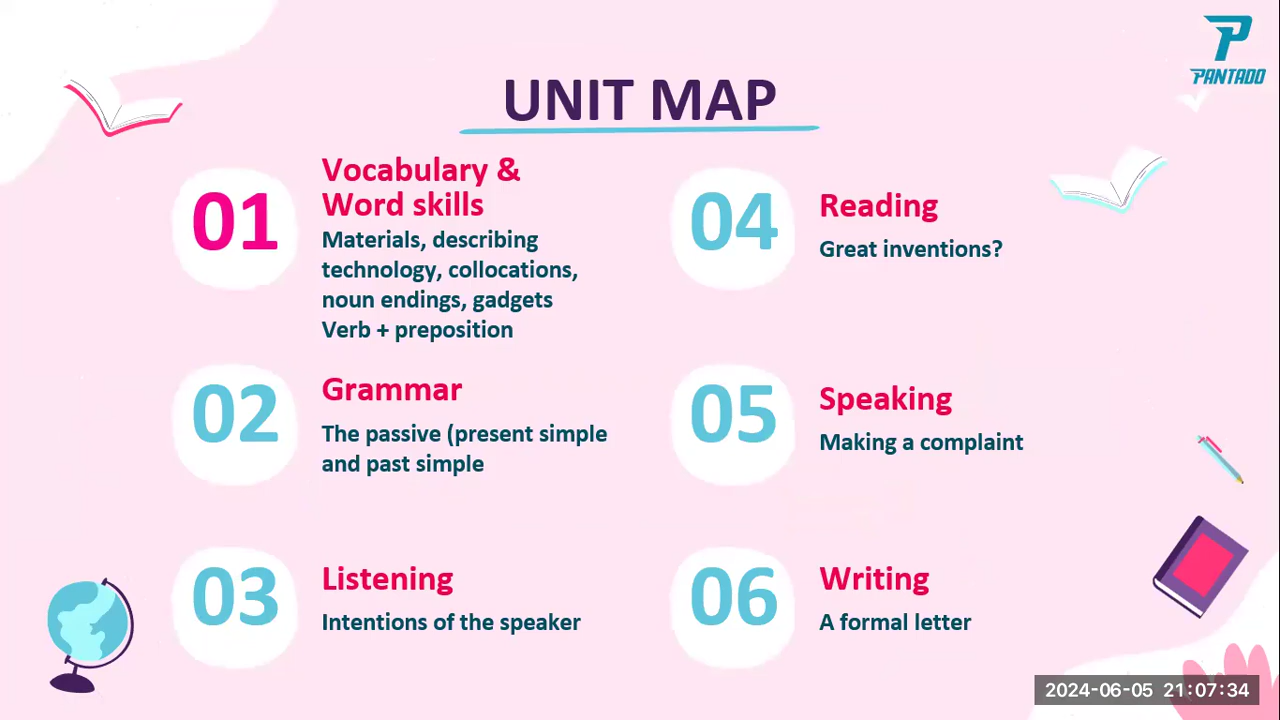 PANTADO
UNIT MAP
01
Vocabulary &
Word skills
Materials, describing
technology, collocations,
noun endings, gadgets
Verb + preposition
02
Grammar
The passive (present simple
and past simple
03
Listening
Intentions of the speaker
04
Reading
Great inventions?
05
Speaking
Making a complaint
06
Writing
A formal letter
2024-06-05 21:07:34